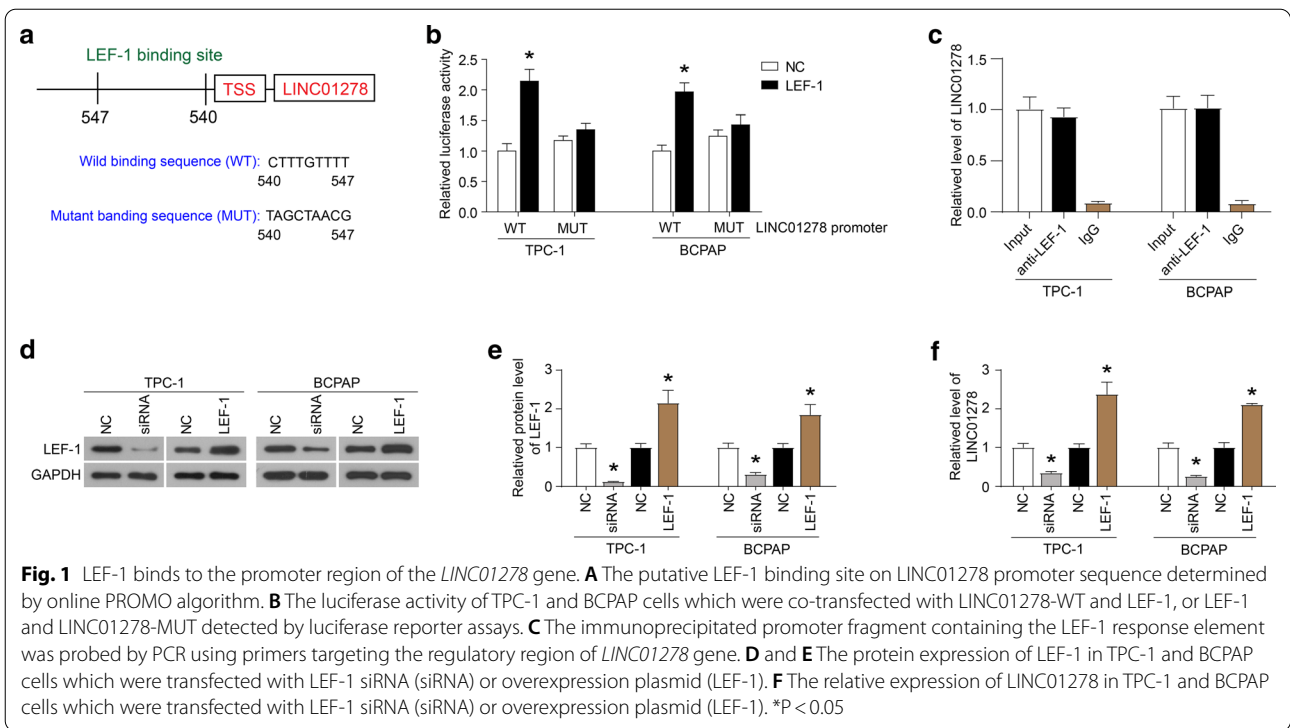 a
LEF-1 binding site
TSS LINC01278
547 540
Wild binding sequence (WT): CTTTGTTTT
540 547
Mutant banding sequence (MUT): TAGCTAACG
540 547
b
Relatived luciferase activity
2.5
2.0
1.5
1.0
0.5
0.0
* *
NC
LEF-1
WT MUT WT MUT LINC01278 promoter
TPC-1 BCPAP
c
Relatived level of LINC01278
1.5
1.0
0.5
0.0
Input anti-LEF-1 IgG Input anti-LEF-1 IgG
TPC-1 BCPAP
d
TPC-1 BCPAP
NC siRNA NC LEF-1 NC siRNA NC LEF-1
LEF-1
GAPDH
e
Relatived protein level
of LEF-1
3
2
1
0
* * * *
NC siRNA NC LEF-1 NC siRNA NC LEF-1
TPC-1 BCPAP
f
Relatived level of
LINC01278
3
2
1
0
* * * *
NC siRNA NC LEF-1 NC siRNA NC LEF-1
TPC-1 BCPAP
Fig. 1 LEF-1 binds to the promoter region of the LINC01278 gene. A The putative LEF-1 binding site on LINC01278 promoter sequence determined
by online PROMO algorithm. B The luciferase activity of TPC-1 and BCPAP cells which were co-transfected with LINC01278-WT and LEF-1, or LEF-1
and LINC01278-MUT detected by luciferase reporter assays. C The immunoprecipitated promoter fragment containing the LEF-1 response element
was probed by PCR using primers targeting the regulatory region of LINC01278 gene. D and E The protein expression of LEF-1 in TPC-1 and BCPAP
cells which were transfected with LEF-1 siRNA (siRNA) or overexpression plasmid (LEF-1). F The relative expression of LINC01278 in TPC-1 and BCPAP
cells which were transfected with LEF-1 siRNA (siRNA) or overexpression plasmid (LEF-1). *P < 0.05